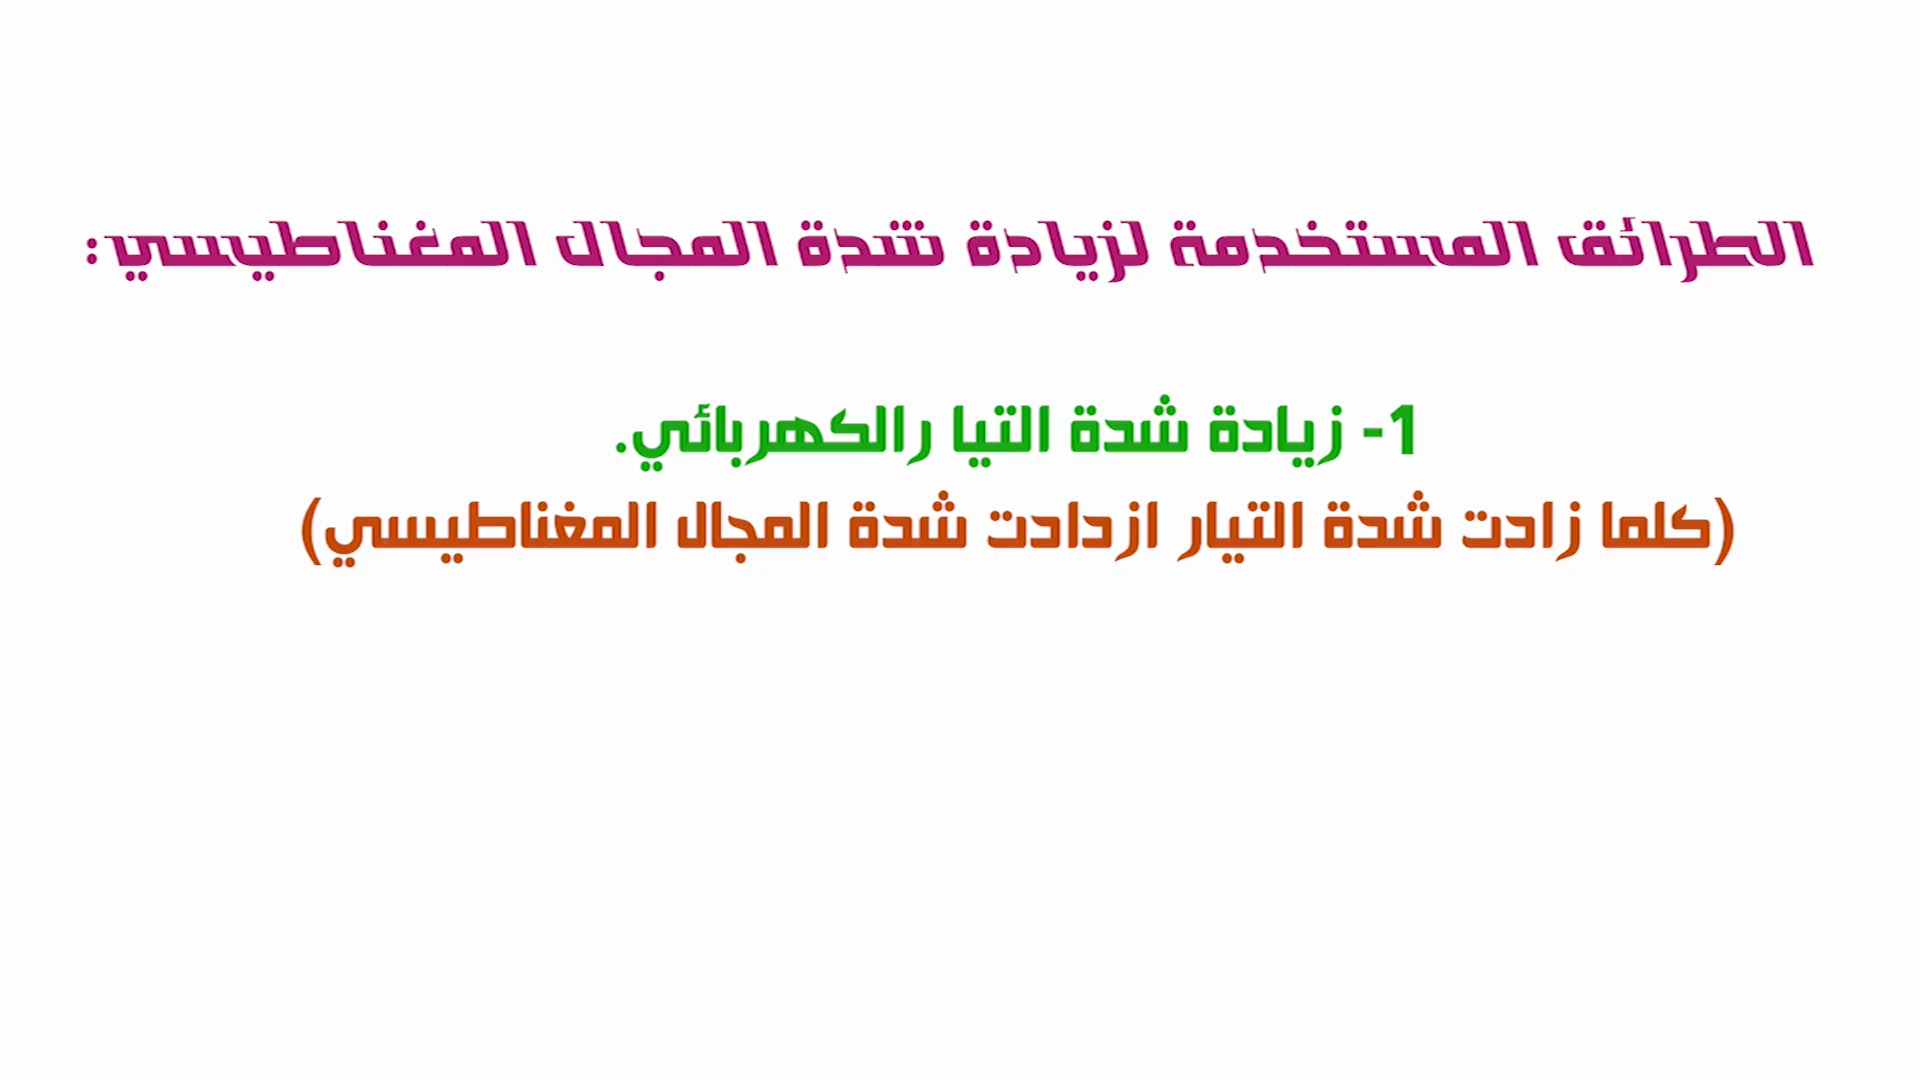 الطرائق المستخدمة لزيادة شدة المجال المغناطيسي:
1- زيادة شدة التيا رالكهربائي.
(كلما زادت شدة التيار ازدادت شدة المجال المغناطيسي)